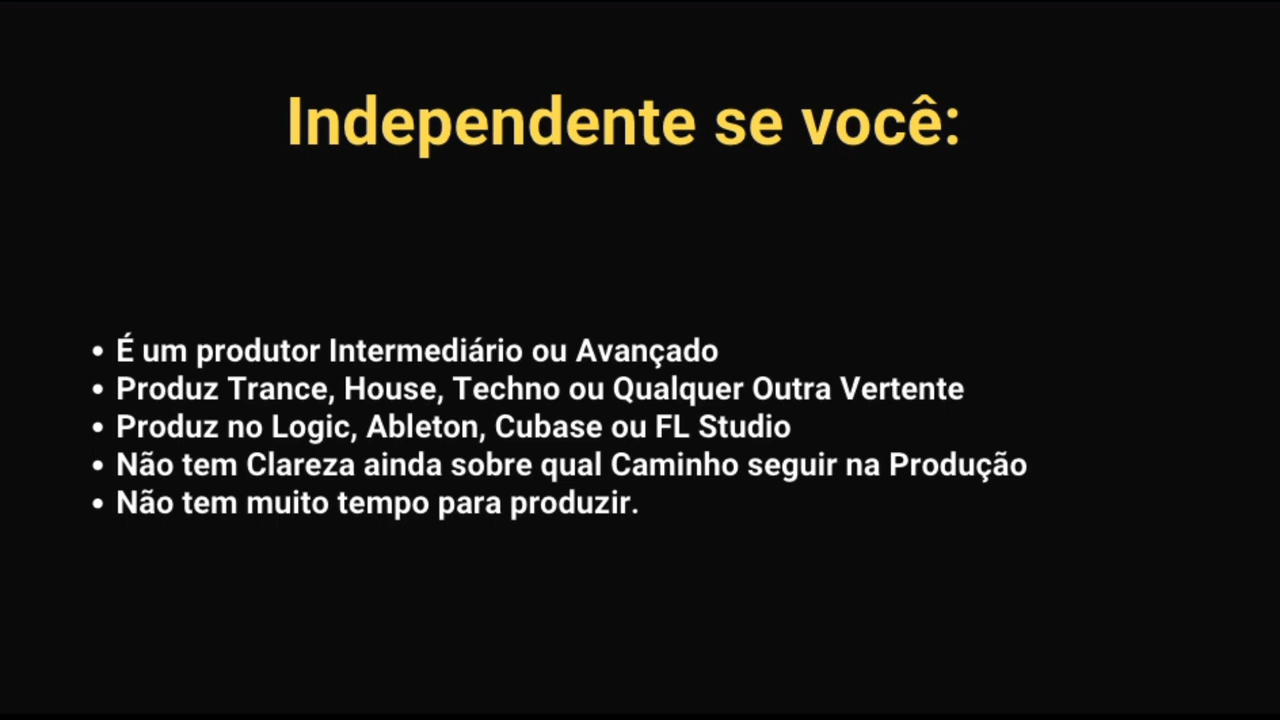 Independente se você:
• É um produtor Intermediário ou Avançado
• Produz Trance, House, Techno ou Qualquer Outra Vertente
• Produz no Logic, Ableton, Cubase ou FL Studio
• Não tem Clareza ainda sobre qual Caminho seguir na Produção
• Não tem muito tempo para produzir.